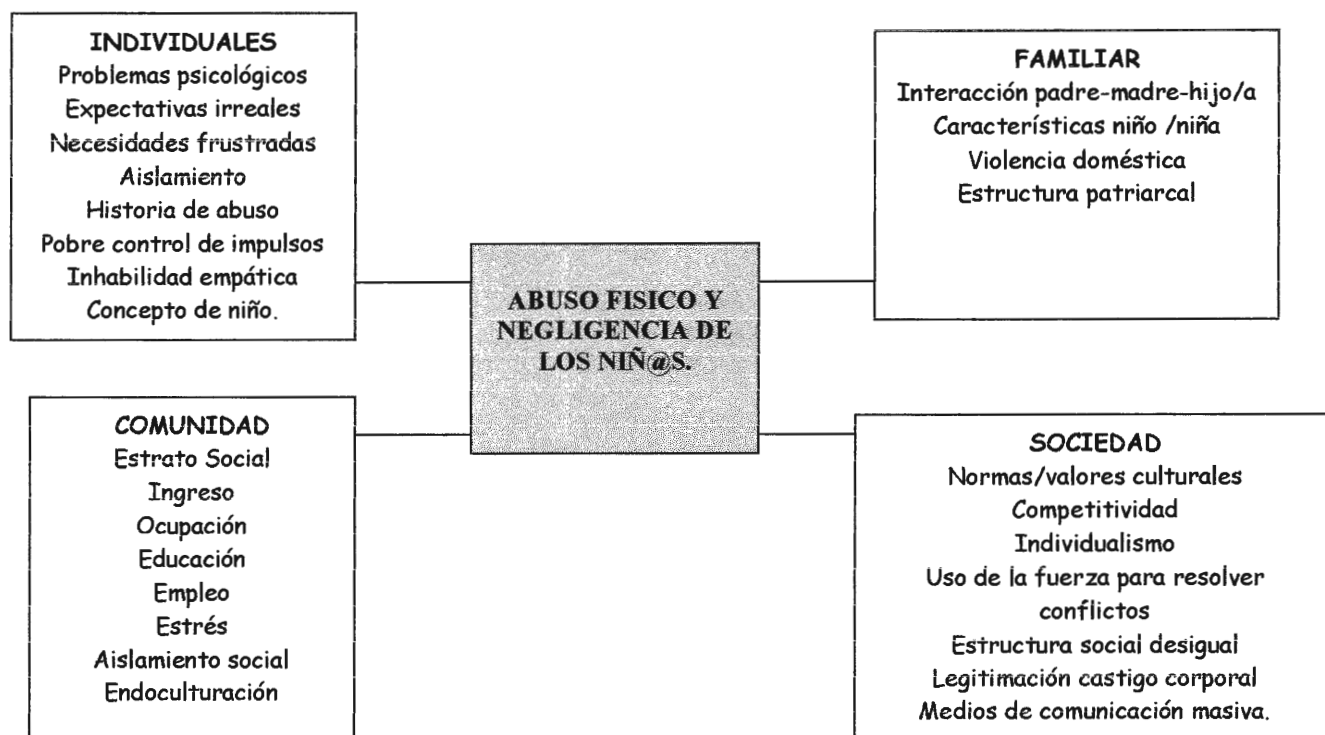 INDIVIDUALES
Problemas psicológicos
Expectativas irreales
Necesidades frustradas
Aislamiento
Historia de abuso
Pobre control de impulsos
Inhabilidad empática
Concepto de niño.
FAMILIAR
Interacción padre-madre-hijo/a
Característícas niño /niña
Violencia doméstica
Estructura patriarcal
ABUSO FISICO Y
NEGLIGENCIA DE
LOS NIÑ@S.
COMUNIDAD
Estrato Social
Ingreso
Ocupación
Educación
Empleo
Estrés
Aislamiento social
Endoculturación
SOCIEDAD
Normas/valores culturales
Competitividad
Individualismo
Uso de la fuerza para resolver
conflictos
Estructura social desigual
Legitimación castigo corporal
Medios de comunicación masiva.